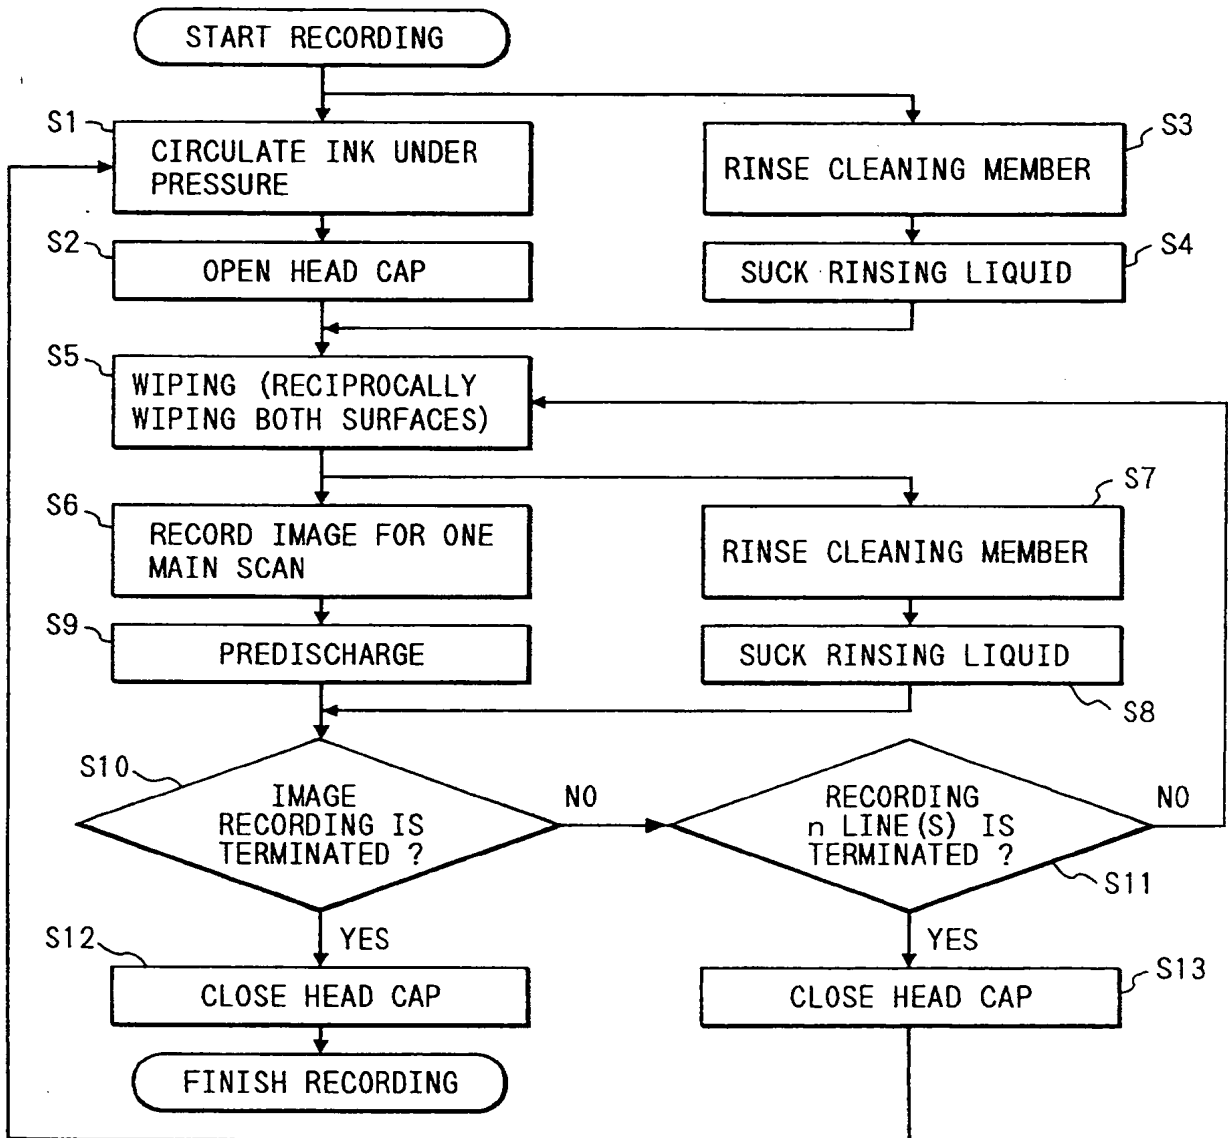 START RECORDING
S1
CIRCULATE INK UNDER
PRESSURE
S3
RINSE CLEANING MEMBER
S2
OPEN HEAD CAP
S4
SUCK RINSING LIQUID
S5
WIPING (RECIPROCALLY
WIPING BOTH SURFACES)
S6
RECORD IMAGE FOR ONE
MAIN SCAN
S7
RINSE CLEANING MEMBER
S9
PREDISCHARGE
SUCK RINSING LIQUID
S8
S10
IMAGE
RECORDING IS
TERMINATED ?
NO
RECORDING
n LINE(S) IS
TERMINATED ?
NO
S11
S12
YES
CLOSE HEAD CAP
YES
S13
CLOSE HEAD CAP
FINISH RECORDING